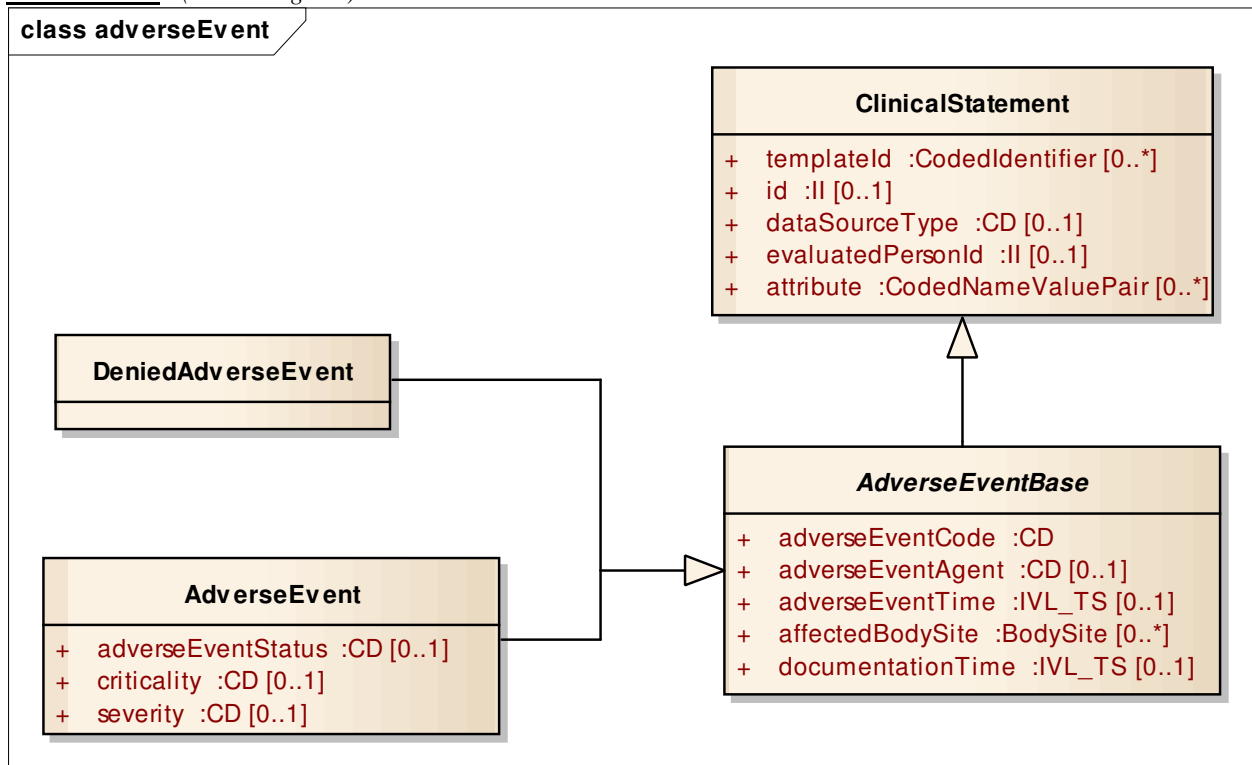 class adverseEvent
ClinicalStatement
+ templateId :CodedIdentifier [0..*]
+ id :II [0..1]
+ dataSourceType :CD [0..1]
+ evaluatedPersonId :II [0..1]
+ attribute :CodedNameValuePair [0..*]
DeniedAdverseEvent
AdverseEventBase
+ adverseEventCode :CD
+ adverseEventAgent :CD [0..1]
+ adverseEventTime :IVL_TS [0..1]
+ affectedBodySite :BodySite [0..*]
+ documentationTime :IVL_TS [0..1]
AdverseEvent
+ adverseEventStatus :CD [0..1]
+ criticality :CD [0..1]
+ severity :CD [0..1]